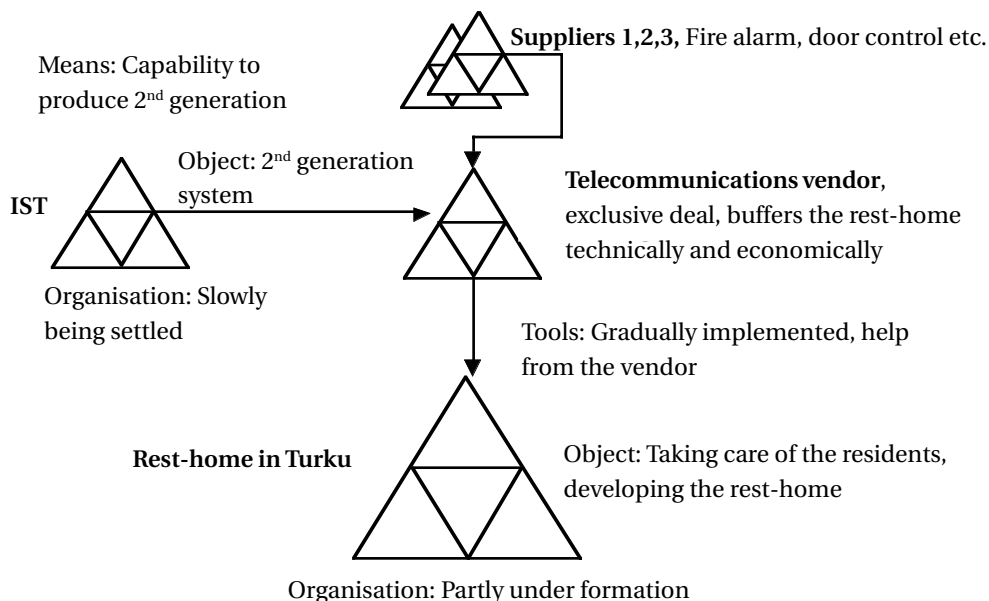 Suppliers 1,2,3, Fire alarm, door control etc.
Means: Capability to
produce 2nd generation
Object: 2nd generation
system
IST
Telecommunications vendor,
exclusive deal, buffers the rest-home
technically and economically
Organisation: Slowly
being settled
Tools: Gradually implemented, help
from the vendor
Rest-home in Turku
Object: Taking care of the residents,
developing the rest-home
Organisation: Partly under formation